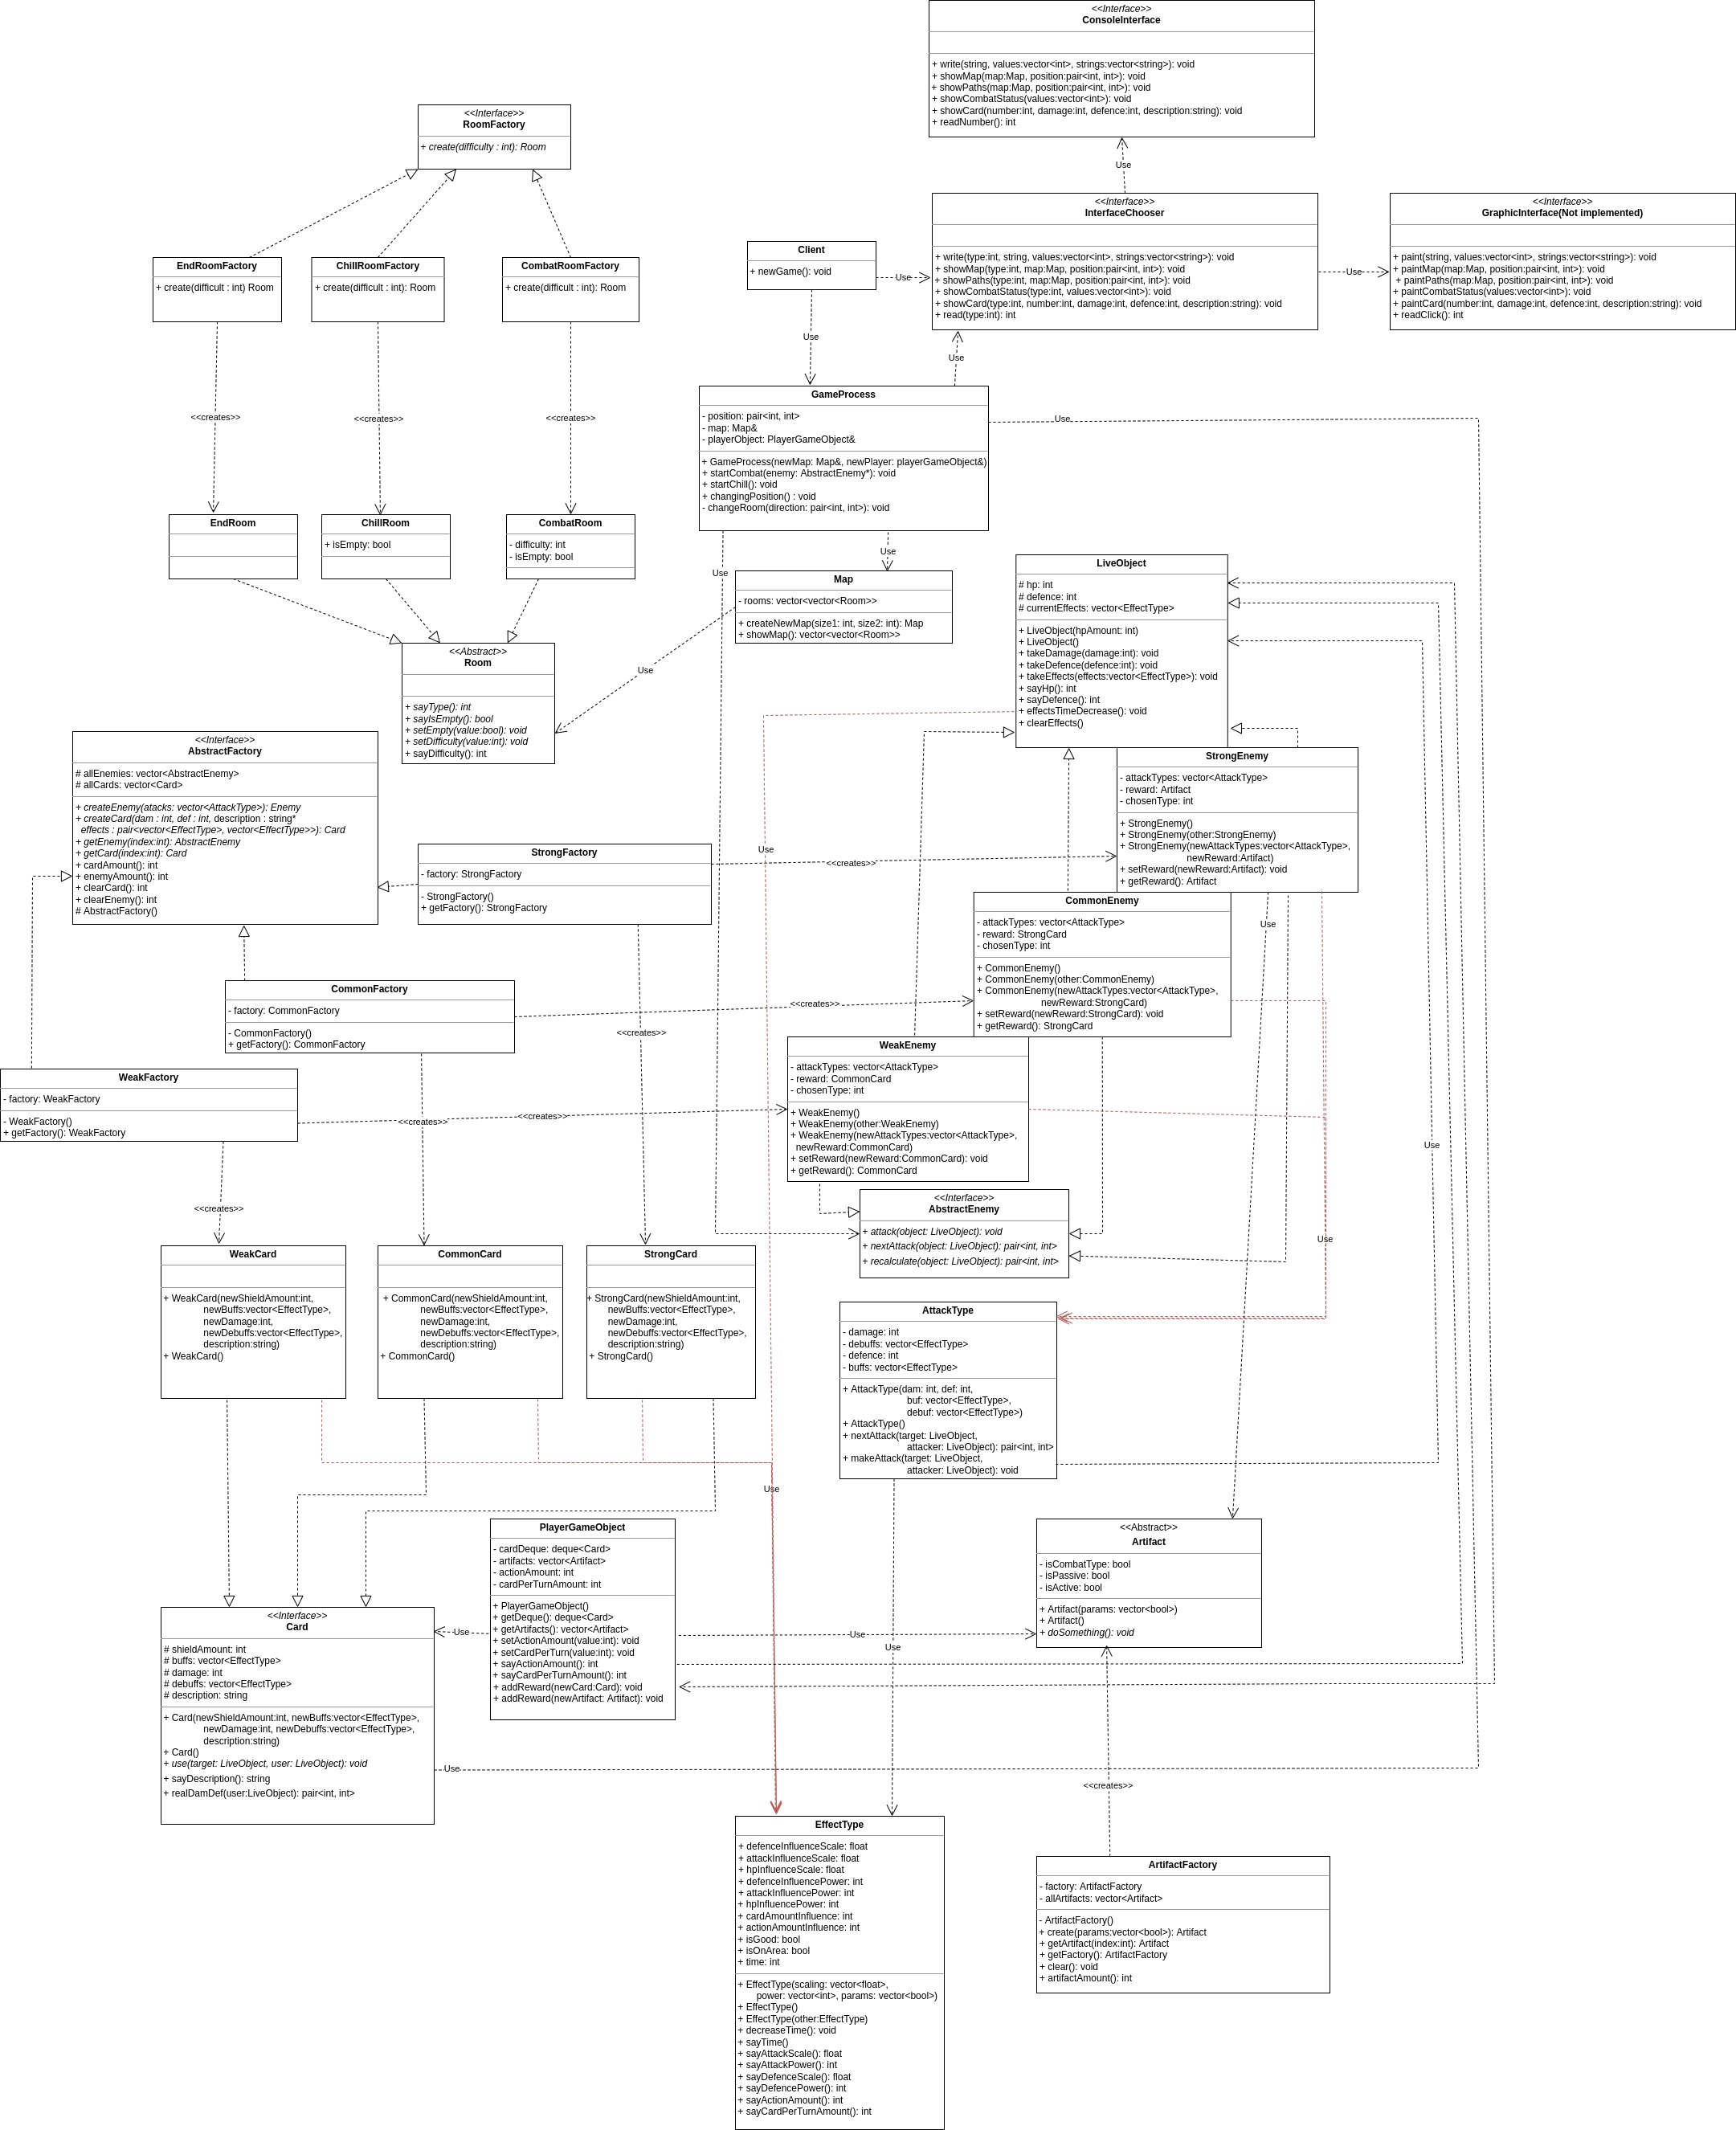 <<Interface>>
ConsoleInterface
+ write(string, values:vector<int>, strings:vector<string>): void
+ showMap(map:Map, position:pair<int, int>): void
+ showPaths(map:Map, position:pair<int, int>): void
+ showCombatStatus(values:vector<int>): void
+ showCard(number:int, damage:int, defence:int, description:string): void
+ readNumber(): int
<<Interface>>
RoomFactory
+ create(difficulty : int): Room
Use
<<Interface>>
InterfaceChooser
+ write(type:int, string, values:vector<int>, strings:vector<string>): void
+ showMap(type:int, map:Map, position:pair<int, int>): void
+ showPaths(type:int, map:Map, position:pair<int, int>): void
+ showCombatStatus(type:int, values:vector<int>): void
+ showCard(type:int, number:int, damage:int, defence:int, description:string): void
+ read(type:int): int
Use
<<Interface>>
GraphicInterface(Not implemented)
+ paint(string, values:vector<int>, strings:vector<string>): void
+ paintMap(map:Map, position:pair<int, int>): void
+ paintPaths(map:Map, position:pair<int, int>): void
+ paintCombatStatus(values:vector<int>): void
+ paintCard(number:int, damage:int, defence:int, description:string): void
+ readClick(): int
Client
+ newGame(): void
Use
EndRoomFactory
+ create(difficult : int) Room
ChillRoomFactory
+ create(difficult : int): Room
CombatRoomFactory
+ create(difficult : int): Room
Use
Use
<<creates>>
<<creates>>
<<creates>>
GameProcess
- position: pair<int, int>
- map: Map&
- playerObject: PlayerGameObject&
+ GameProcess(newMap: Map&, newPlayer: playerGameObject&)
+ startCombat(enemy: AbstractEnemy*): void
+ startChill(): void
+ changingPosition() : void
- changeRoom(direction: pair<int, int>): void
Use
EndRoom
ChillRoom
+ isEmpty: bool
CombatRoom
- difficulty: int
- isEmpty: bool
Use
Use
Map
- rooms: vector<vector<Room>>
+ createNewMap(size1: int, size2: int): Map
+ showMap(): vector<vector<Room>>
Use
LiveObject
# hp: int
# defence: int
# currentEffects: vector<EffectType>
+ LiveObject(hpAmount: int)
+ LiveObject()
+ takeDamage(damage:int): void
+ takeDefence(defence:int): void
+ takeEffects(effects:vector<EffectType>): void
+ sayHp(): int
+ sayDefence(): int
+ effectsTimeDecrease(): void
+ clearEffects()
<<Abstract>>
Room
+ sayType(): int
+ sayIsEmpty(): bool
+ setEmpty(value:bool): void
+ setDifficulty(value:int): void
+ sayDifficulty(): int
<<Interface>>
AbstractFactory
# allEnemies: vector<AbstractEnemy>
# allCards: vector<Card>
+ createEnemy(atacks: vector<AttackType>): Enemy
+ createCard(dam : int, def : int, description : string*
effects : pair<vector<EffectType>, vector<EffectType>>): Card
+ getEnemy(index:int): AbstractEnemy
+ getCard(index:int): Card
+ cardAmount(): int
+ enemyAmount(): int
+ clearCard(): int
+ clearEnemy(): int
# AbstractFactory()
StrongEnemy
- attackTypes: vector<AttackType>
- reward: Artifact
- chosenType: int
+ StrongEnemy()
+ StrongEnemy(other:StrongEnemy)
+ StrongEnemy(newAttackTypes:vector<AttackType>,
newReward:Artifact)
+ setReward(newReward:Artifact): void
+ getReward(): Artifact
StrongFactory
- factory: StrongFactory
- StrongFactory()
+ getFactory(): StrongFactory
Use
<<creates>>
CommonEnemy
- attackTypes: vector<AttackType>
- reward: StrongCard
- chosenType: int
+ CommonEnemy()
+ CommonEnemy(other:CommonEnemy)
+ CommonEnemy(newAttackTypes:vector<AttackType>,
newReward:StrongCard)
+ setReward(newReward:StrongCard): void
+ getReward(): StrongCard
Use
CommonFactory
- factory: CommonFactory
- CommonFactory()
+ getFactory(): CommonFactory
<<creates>>
<<creates>>
WeakFactory
- factory: WeakFactory
- WeakFactory()
+ getFactory(): WeakFactory
<<creates>>
<<creates>>
<<creates>>
WeakEnemy
- attackTypes: vector<AttackType>
- reward: CommonCard
- chosenType: int
+ WeakEnemy()
+ WeakEnemy(other:WeakEnemy)
+ WeakEnemy(newAttackTypes:vector<AttackType>,
newReward:CommonCard)
+ setReward(newReward:CommonCard): void
+ getReward(): CommonCard
Use
<<Interface>>
AbstractEnemy
+ attack(object: LiveObject): void
+ nextAttack(object: LiveObject): pair<int, int>
+ recalculate(object: LiveObject): pair<int, int>
Use
WeakCard
+ WeakCard(newShieldAmount:int,
newBuffs:vector<EffectType>,
newDamage:int,
newDebuffs:vector<EffectType>,
description:string)
+ WeakCard()
CommonCard
+ CommonCard(newShieldAmount:int,
newBuffs:vector<EffectType>,
newDamage:int,
newDebuffs:vector<EffectType>,
description:string)
+ CommonCard()
StrongCard
+ StrongCard(newShieldAmount:int,
newBuffs:vector<EffectType>,
newDamage:int,
newDebuffs:vector<EffectType>,
description:string)
+ StrongCard()
AttackType
- damage: int
- debuffs: vector<EffectType>
- defence: int
- buffs: vector<EffectType>
+ AttackType(dam: int, def: int,
buf: vector<EffectType>,
debuf: vector<EffectType>)
+ AttackType()
+ nextAttack(target: LiveObject,
attacker: LiveObject): pair<int, int>
+ makeAttack(target: LiveObject,
attacker: LiveObject): void
Use
PlayerGameObject
- cardDeque: deque<Card>
- artifacts: vector<Artifact>
- actionAmount: int
- cardPerTurnAmount: int
+ PlayerGameObject()
+ getDeque(): deque<Card>
+ getArtifacts(): vector<Artifact>
+ setActionAmount(value:int): void
+ setCardPerTurn(value:int): void
+ sayActionAmount(): int
+ sayCardPerTurnAmount(): int
+ addReward(newCard:Card): void
+ addReward(newArtifact: Artifact): void
Use
Use
Use
<<Abstract>>
Artifact
- isCombatType: bool
- isPassive: bool
- isActive: bool
+ Artifact(params: vector<bool>)
+ Artifact()
+ doSomething(): void
<<Interface>>
Card
# shieldAmount: int
# buffs: vector<EffectType>
# damage: int
# debuffs: vector<EffectType>
# description: string
+ Card(newShieldAmount:int, newBuffs:vector<EffectType>,
newDamage:int, newDebuffs:vector<EffectType>,
description:string)
+ Card()
+ use(target: LiveObject, user: LiveObject): void
+ sayDescription(): string
+ realDamDef(user:LiveObject): pair<int, int>
Use
<<creates>>
EffectType
+ defenceInfluenceScale: float
+ attackInfluenceScale: float
+ hpInfluenceScale: float
+ defenceInfluencePower: int
+ attackInfluencePower: int
+ hpInfluencePower: int
+ cardAmountInfluence: int
+ actionAmountInfluence: int
+ isGood: bool
+ isOnArea: bool
+ time: int
+ EffectType(scaling: vector<float>,
power: vector<int>, params: vector<bool>)
+ EffectType()
+ EffectType(other:EffectType)
+ decreaseTime(): void
+ sayTime()
+ sayAttackScale(): float
+ sayAttackPower(): int
+ sayDefenceScale(): float
+ sayDefencePower(): int
+ sayActionAmount(): int
+ sayCardPerTurnAmount(): int
ArtifactFactory
- factory: ArtifactFactory
- allArtifacts: vector<Artifact>
- ArtifactFactory()
+ create(params:vector<bool>): Artifact
+ getArtifact(index:int): Artifact
+ getFactory(): ArtifactFactory
+ clear(): void
+ artifactAmount(): int